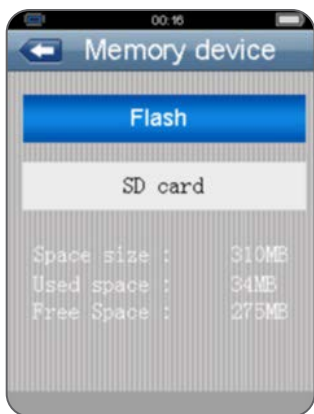 00:16
Memory device
Flash
SD card
Space size : 310MB
Used space : 34MB
Free Space : 275MB